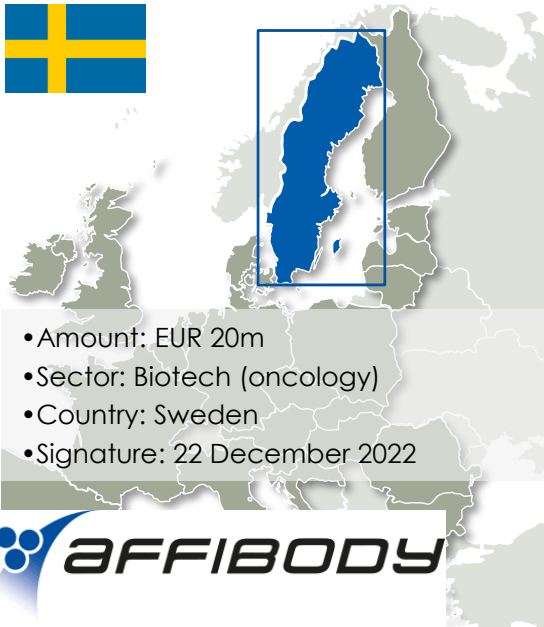 •Amount: EUR 20m
•Sector: Biotech (oncology)
•Country: Sweden
•Signature: 22 December 2022
AFFIBODY